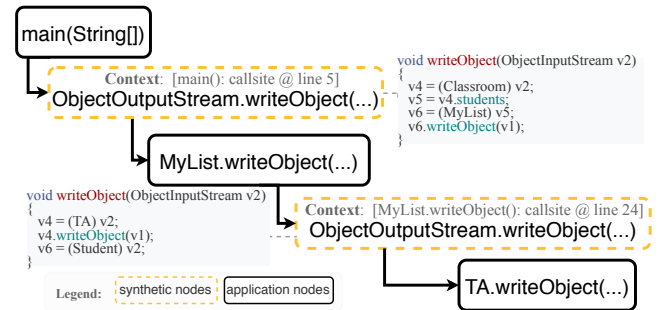 main(String[])
Context: [main(): callsite @ line 5]
ObjectOutputStream.writeObject(...)
void writeObject(ObjectInputStream v2)
{
v4 = (Classroom) v2;
v5 = v4.students;
v6 = (MyList) v5;
v6.writeObject(v1);
}
MyList.writeObject(...)
void writeObject(ObjectInputStream v2)
{
v4 = (TA) v2;
v4.writeObject(v1);
v6 = (Student) v2;
}
Context: [MyList.writeObject(): callsite @ line 24]
ObjectOutputStream.writeObject(...)
TA.writeObject(...)
Legend: synthetic nodes application nodes